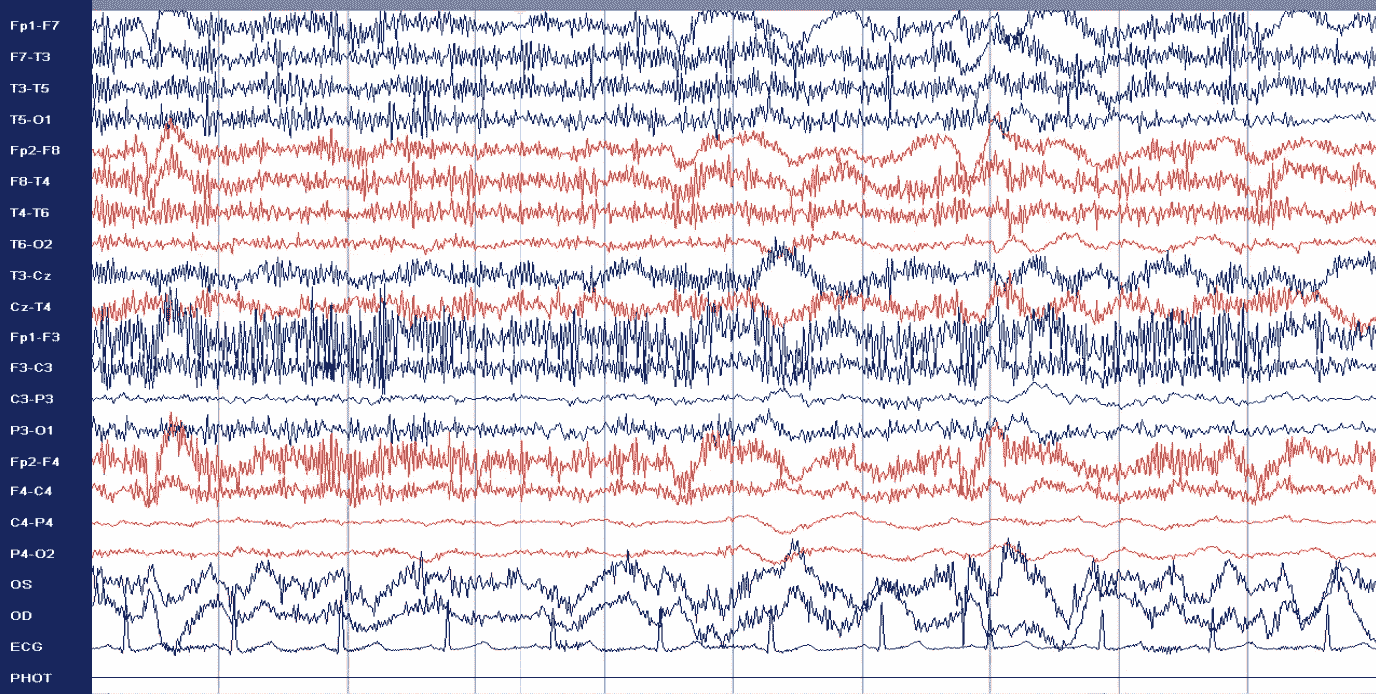 Fp1-F7
F7-T3
T3-T5
T5-O1
Fp2-F8
F8-T4
T4-T6
T6-O2
T3-Cz
Cz-T4
Fp1-F3
F3-C3
C3-P3
P3-O1
Fp2-F4
F4-C4
C4-P4
P4-O2
OS
OD
ECG
PHOT